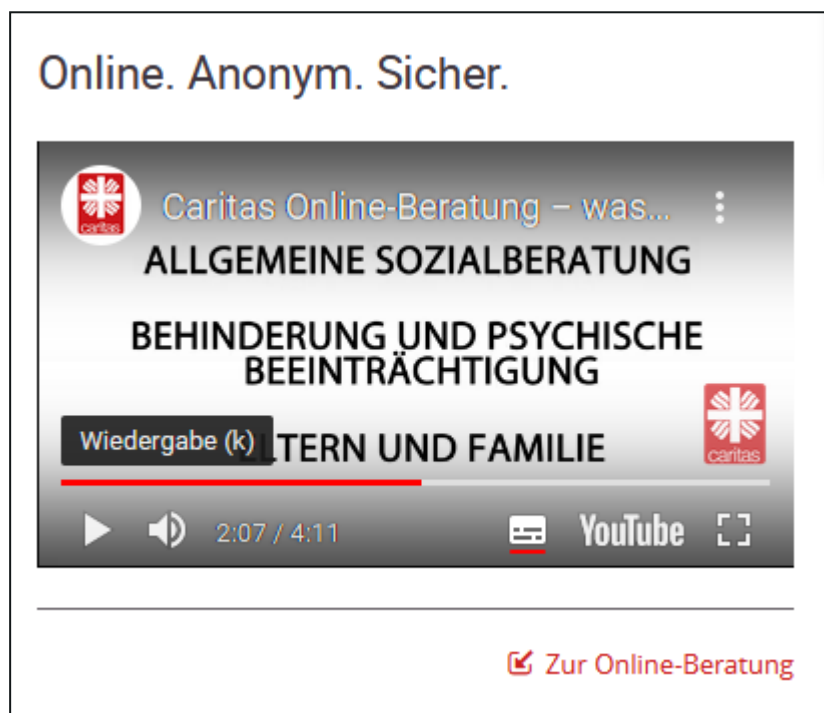 Online. Anonym. Sicher.
caritas
Caritas Online-Beratung – was...
ALLGEMEINE SOZIALBERATUNG
BEHINDERUNG UND PSYCHISCHE
BEEINTRÄCHTIGUNG
Wiedergabe (k)
LTERN UND FAMILIE
caritas
2:07 / 4:11
YouTube
Zur Online-Beratung